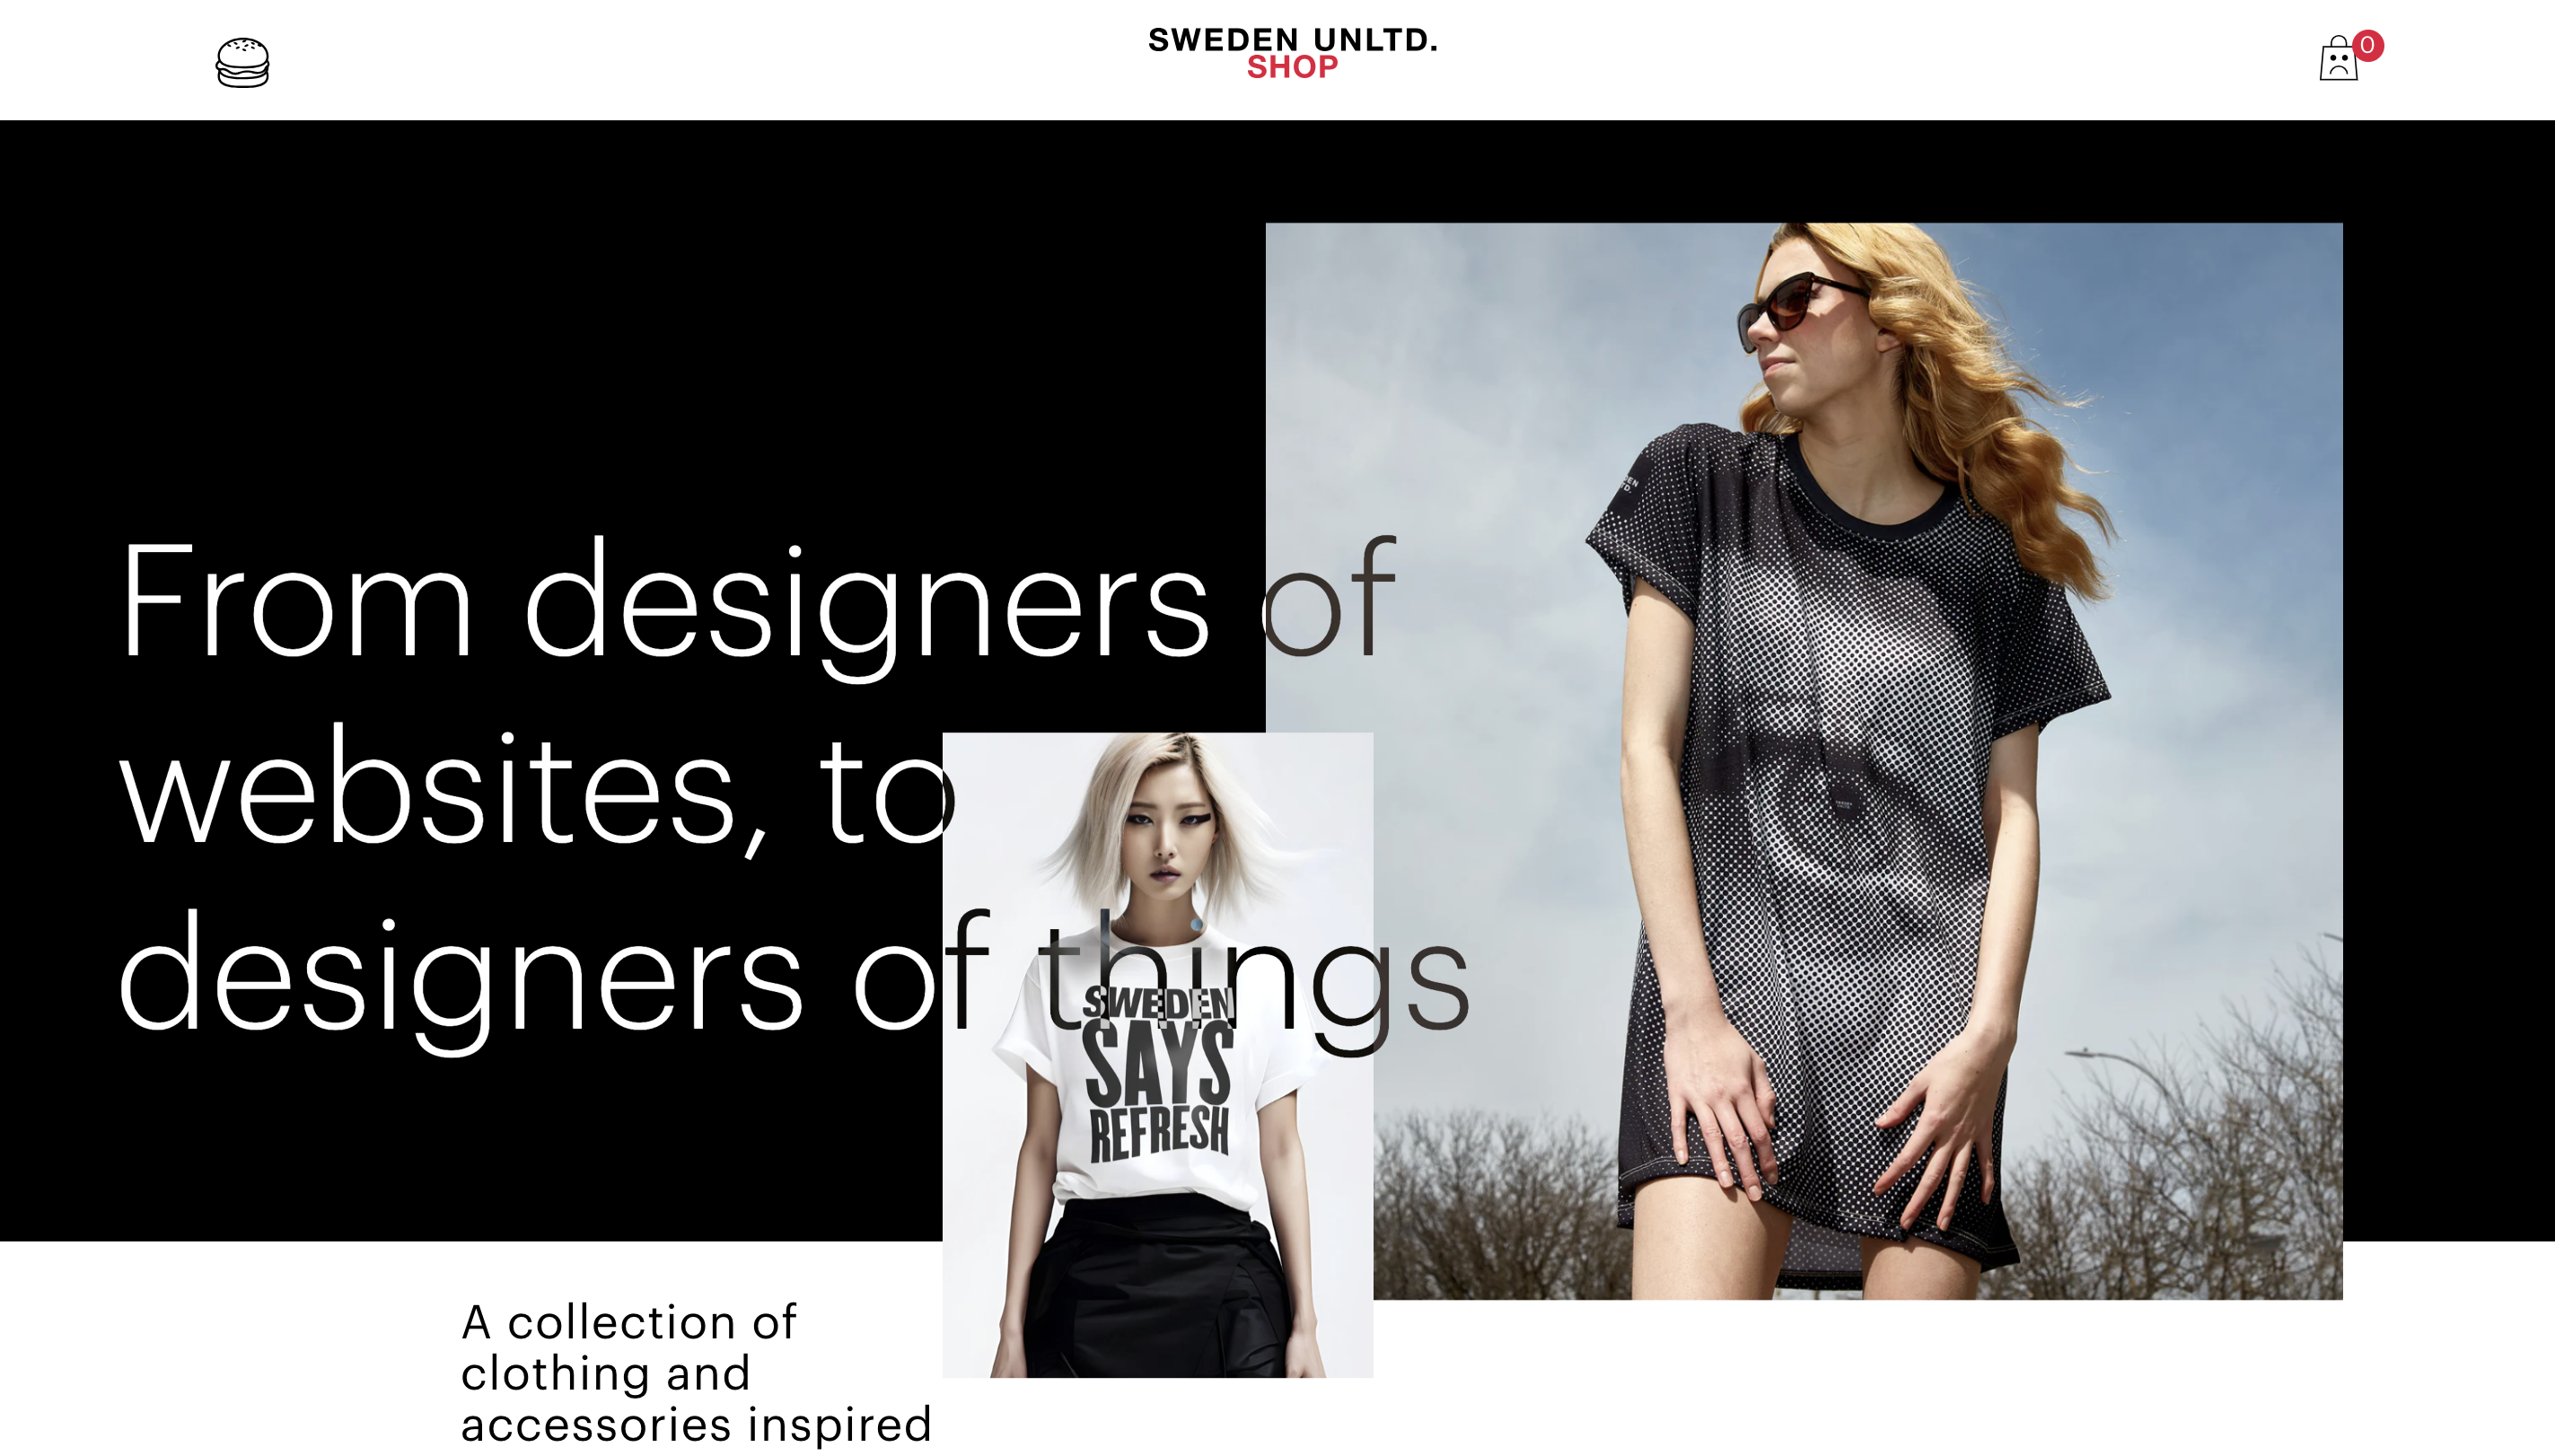 SWEDEN UNLTD.
SHOP
0
From designers of
websites, to
designers of things
SWEDEN
SAYS
REFRESH
A collection of
clothing and
accessories inspired